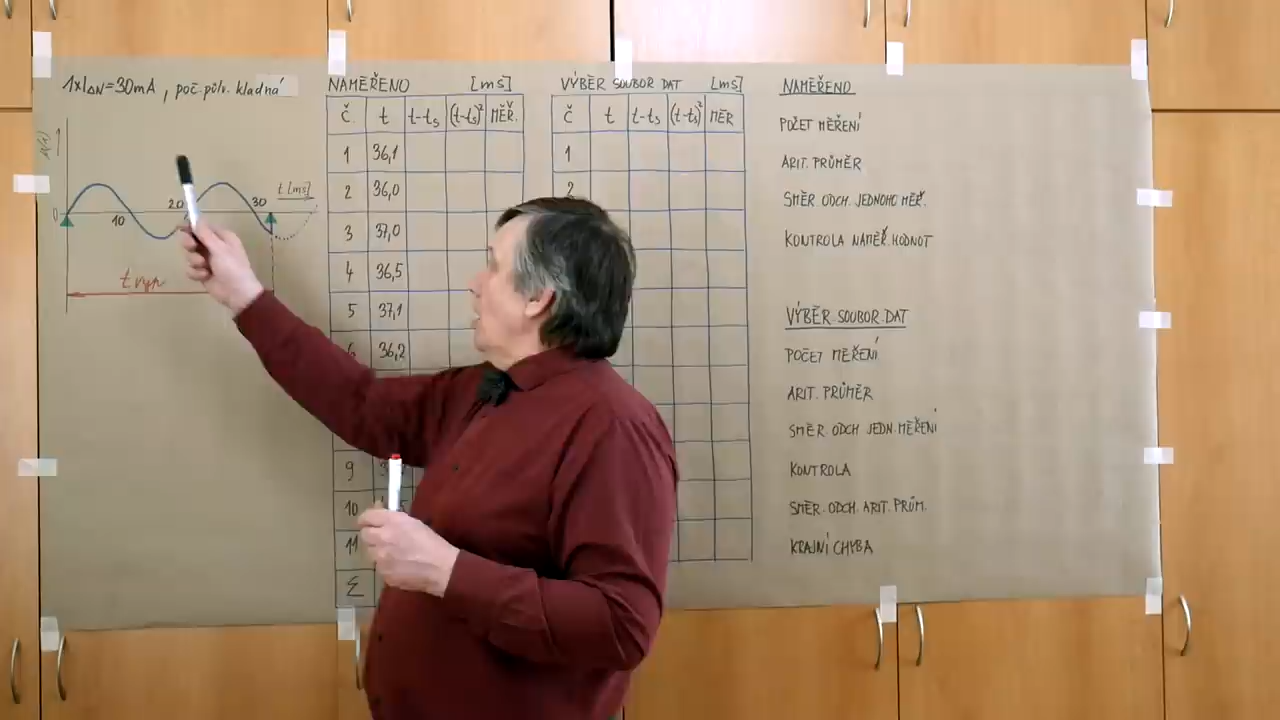 1xI∆N=30mA, poč. půlv. kladná
0
10
20
30
t [ms]
t vyp
NAMĚŘENO [ms]
Č. t t-ts (t-ts)² MĚŘ.
1 36,1
2 36,0
3 37,0
4 36,5
5 37,1
6 36,2
9
10
11
Σ
VÝBĚR SOUBOR DAT [ms]
Č t t-ts (t-ts)² MĚR
1
2
NAMĚŘENO
POČET MĚŘENÍ
ARIT. PRŮMĚR
SMĚR. ODCH. JEDNOHO MĚŘ.
KONTROLA NAMĚŘ. HODNOT
VÝBĚR SOUBOR DAT
POČET MĚŘENÍ
ARIT. PRŮMĚR
SMĚR. ODCH JEDN. MĚŘENÍ
KONTROLA
SMĚR. ODCH. ARIT. PRŮM.
KRAJNÍ CHYBA